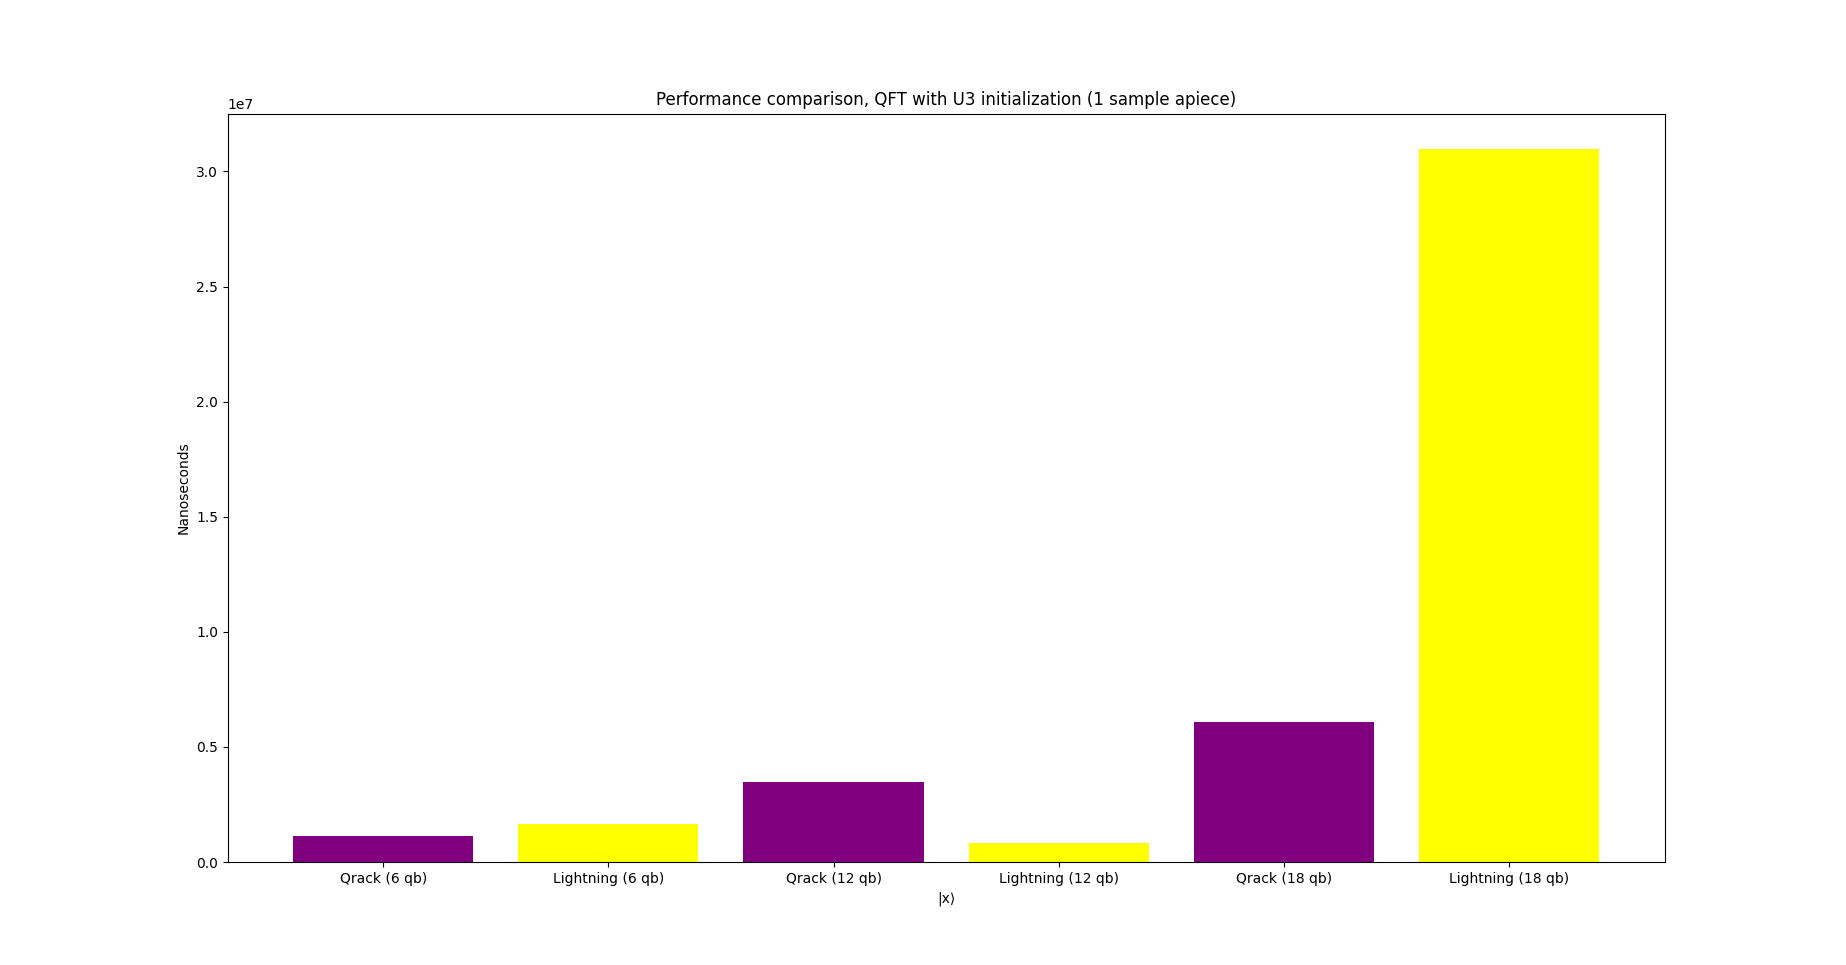 Performance comparison, QFT with U3 initialization (1 sample apiece)
1e7
3.0
2.5
2.0
1.5
1.0
0.5
0.0
Nanoseconds
Qrack (6 qb) Lightning (6 qb) Qrack (12 qb) Lightning (12 qb) Qrack (18 qb) Lightning (18 qb)
|x⟩